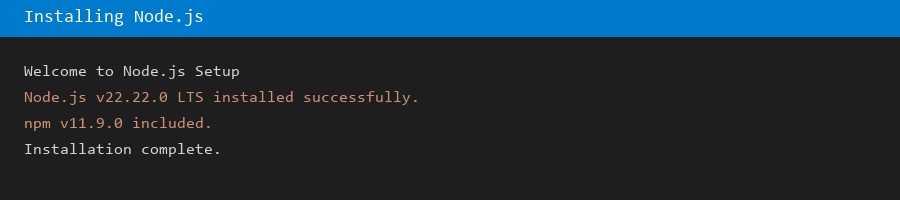 Installing Node.js
Welcome to Node.js Setup
Node.js v22.22.0 LTS installed successfully.
npm v11.9.0 included.
Installation complete.